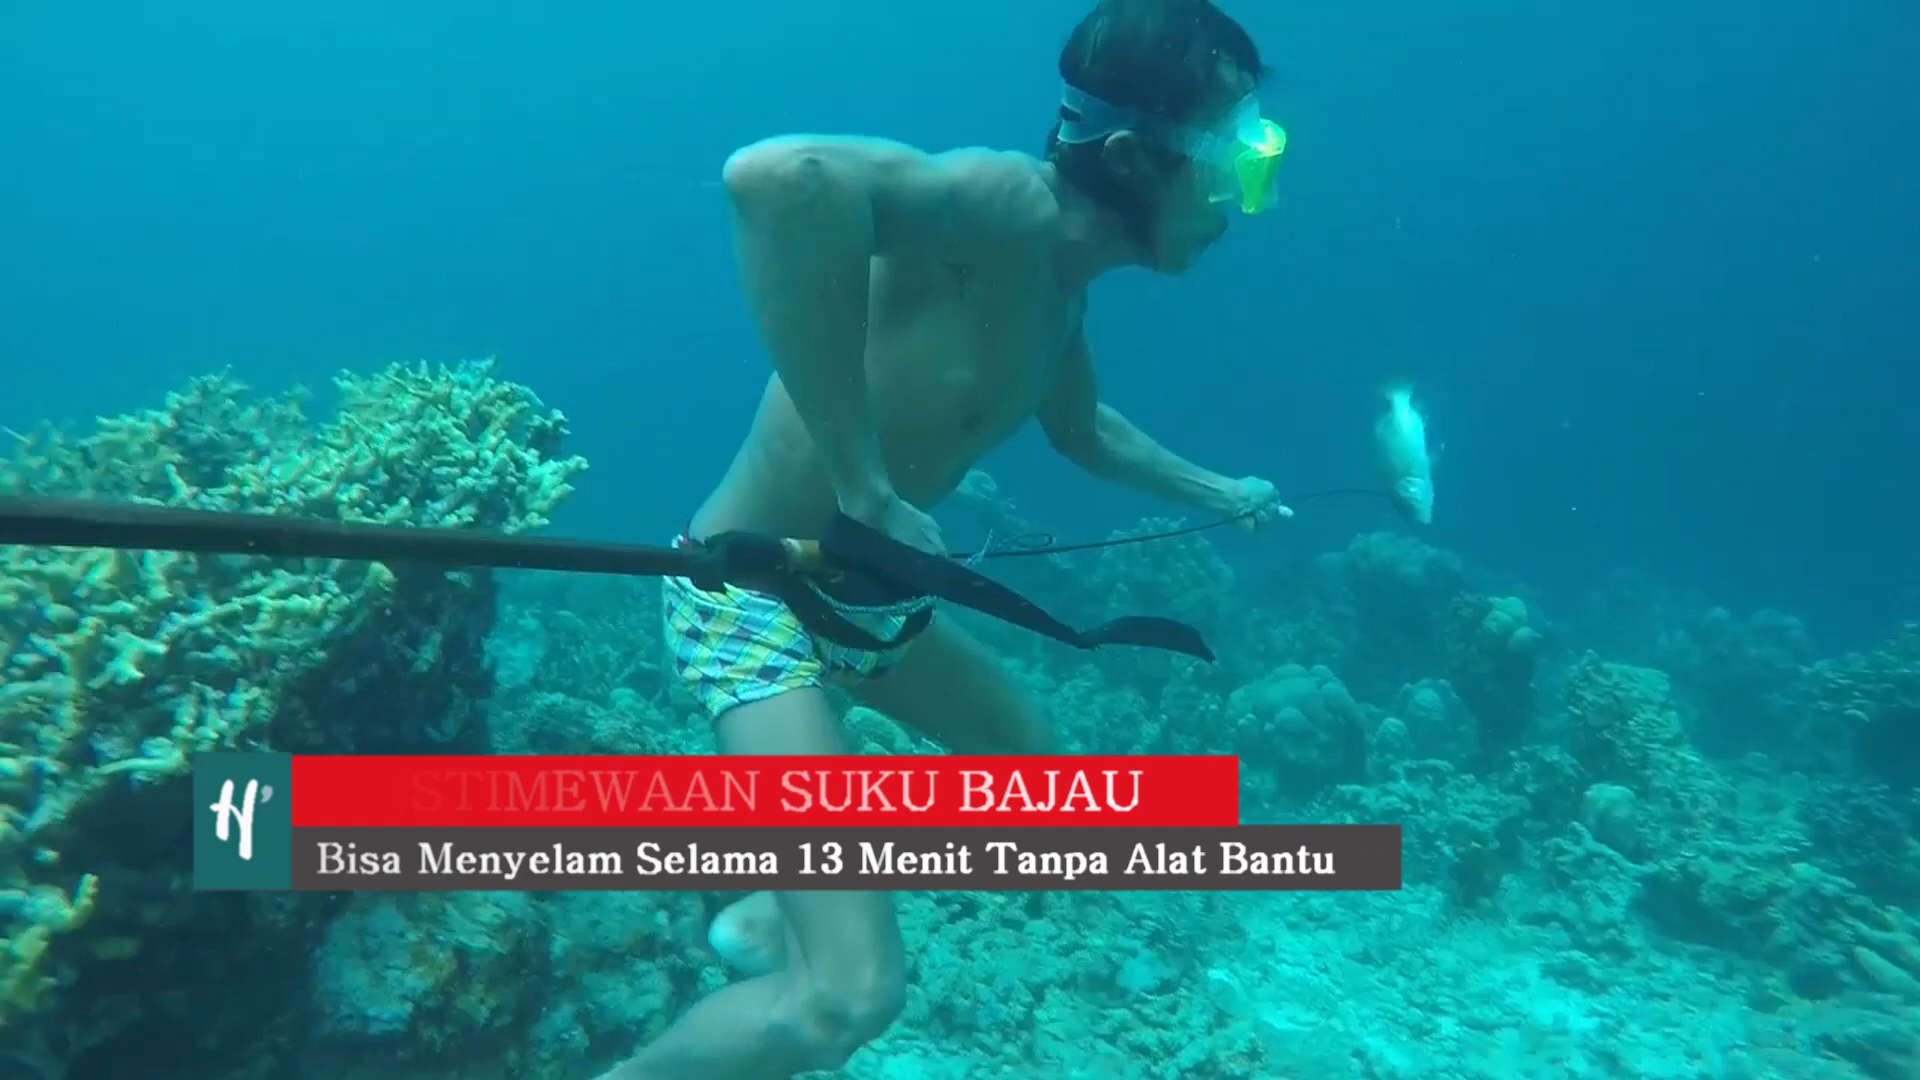 H'
STIMEWAAN SUKU BAJAU
Bisa Menyelam Selama 13 Menit Tanpa Alat Bantu